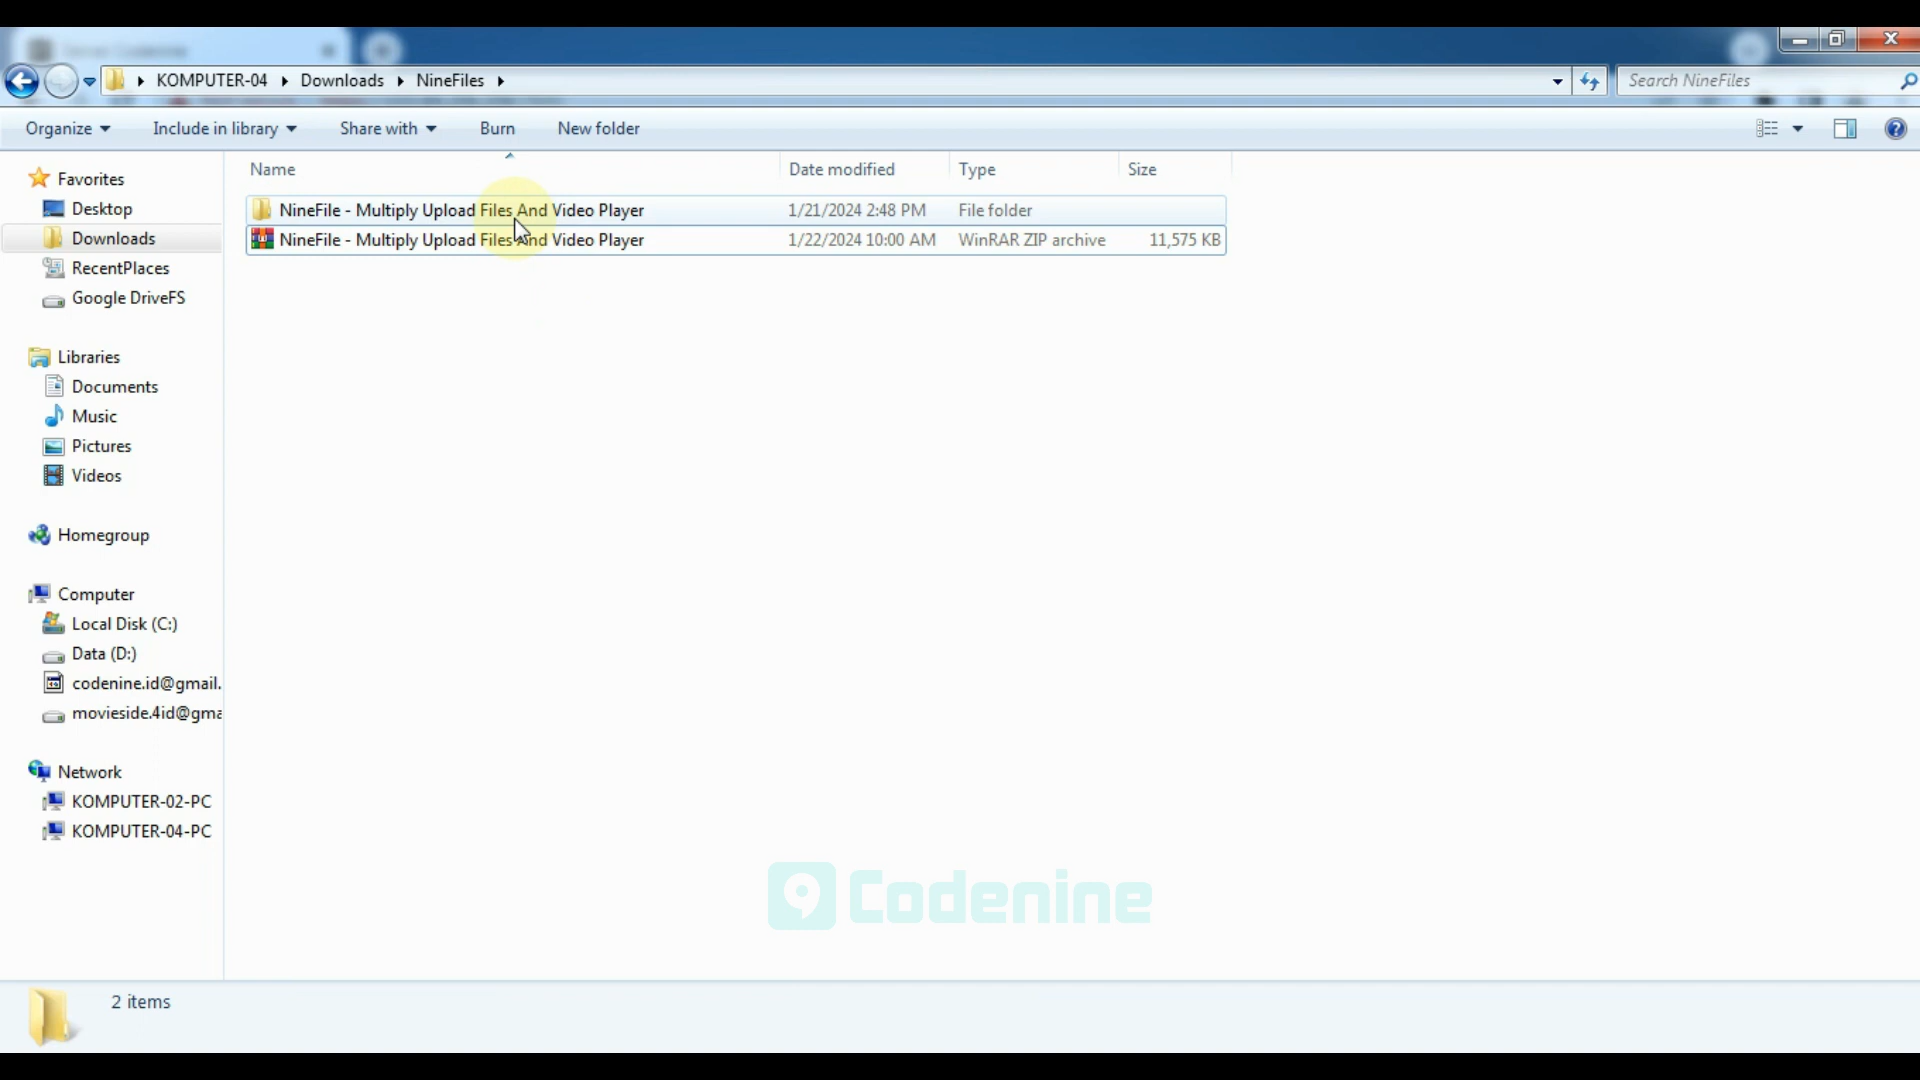 KOMPUTER-04 Downloads NineFiles
Search NineFiles
Organize Include in library Share with Burn New folder
Name Date modified Type Size
NineFile - Multiply Upload Files And Video Player 1/21/2024 2:48 PM File folder
NineFile - Multiply Upload Files And Video Player 1/22/2024 10:00 AM WinRAR ZIP archive 11,575 KB
Favorites
Desktop
Downloads
RecentPlaces
Google DriveFS
Libraries
Documents
Music
Pictures
Videos
Homegroup
Computer
Local Disk (C:)
Data (D:)
codenine.id@gmail.
movieside.4id@gma
Network
KOMPUTER-02-PC
KOMPUTER-04-PC
Codenine
2 items